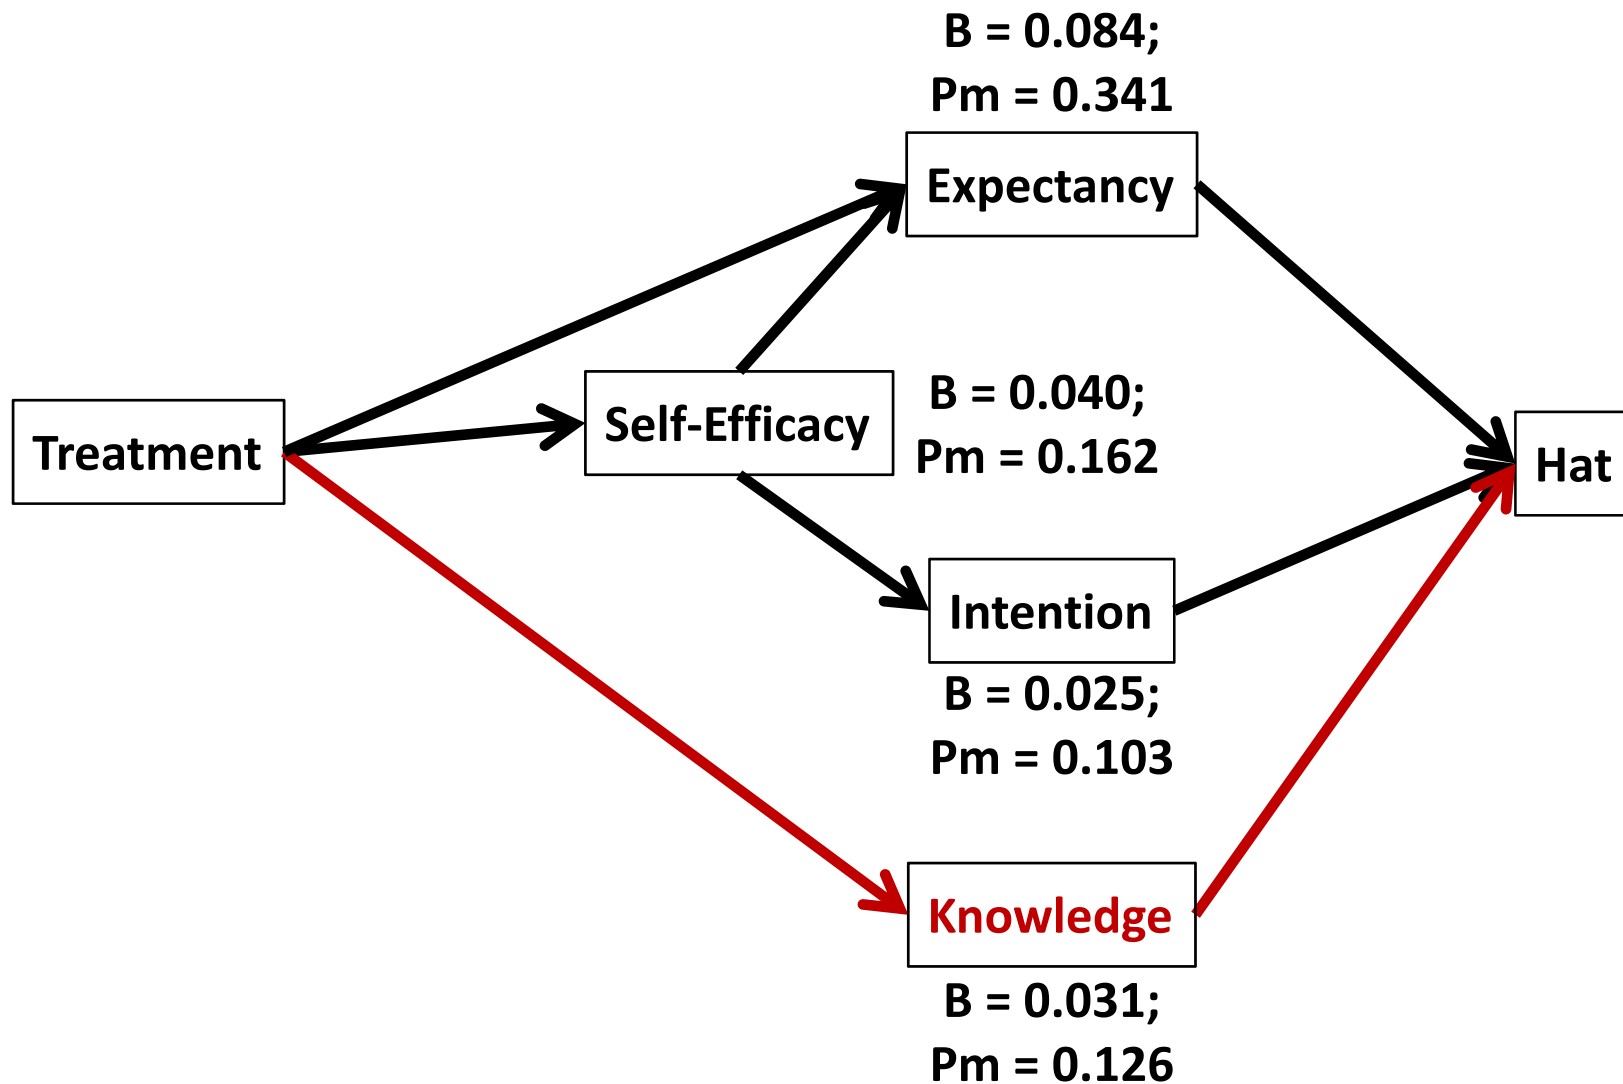 B = 0.084;
Pm = 0.341
Expectancy
Treatment
Self-Efficacy
B = 0.040;
Pm = 0.162
Hat
Intention
B = 0.025;
Pm = 0.103
Knowledge
B = 0.031;
Pm = 0.126